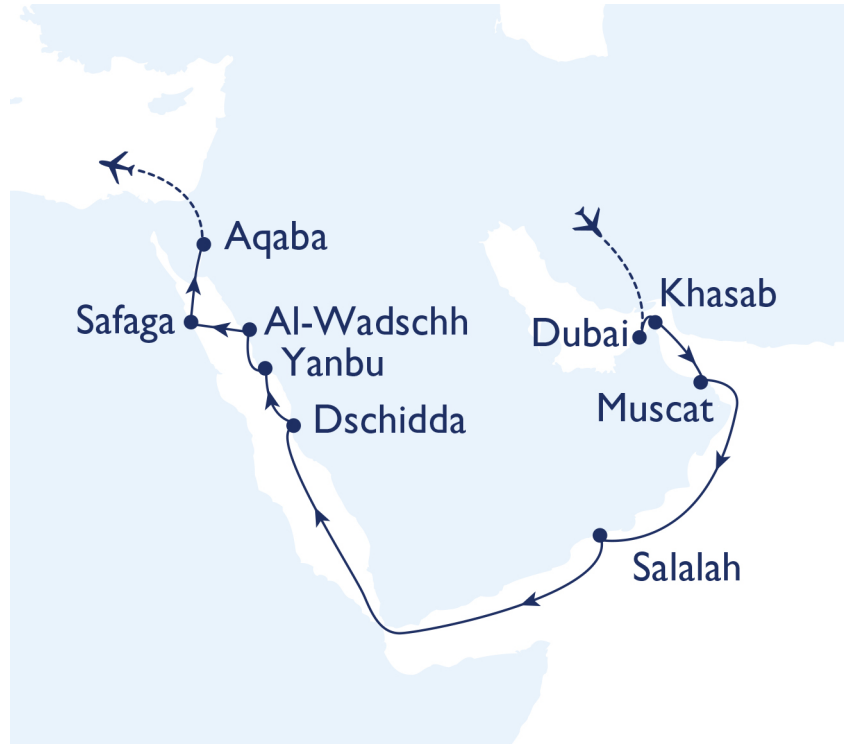 Aqaba
Khasab
Safaga
Al-Wadschh
Dubai
Yanbu
Muscat
Dschidda
Salalah